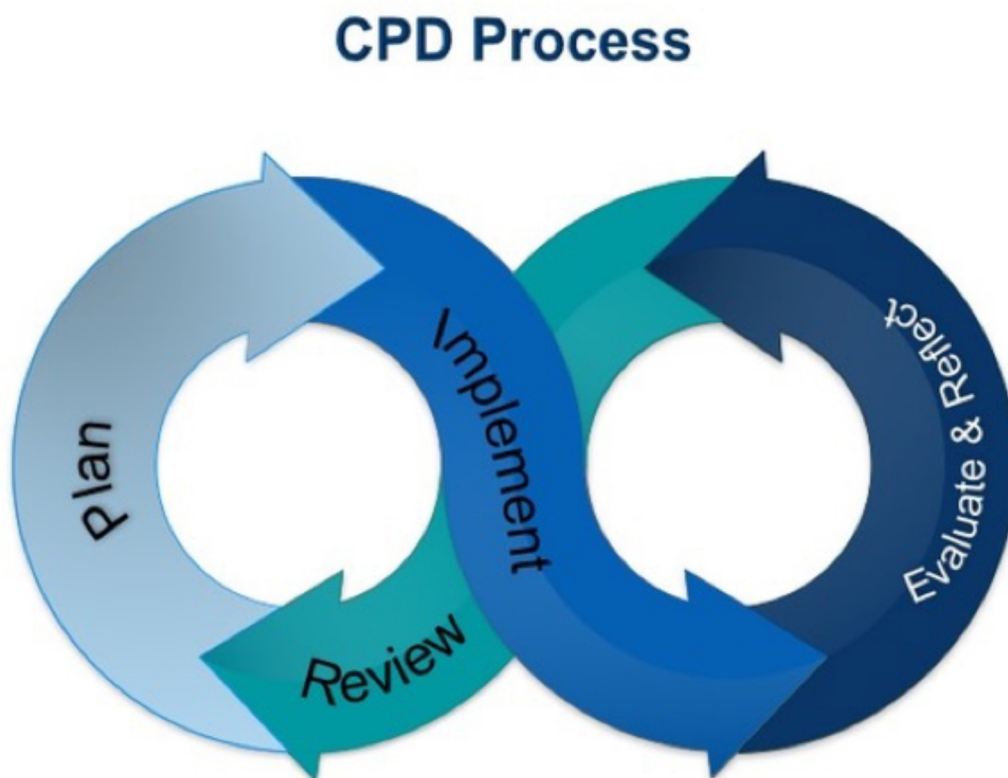 CPD Process
Plan
Implement
Evaluate & Reflect
Review